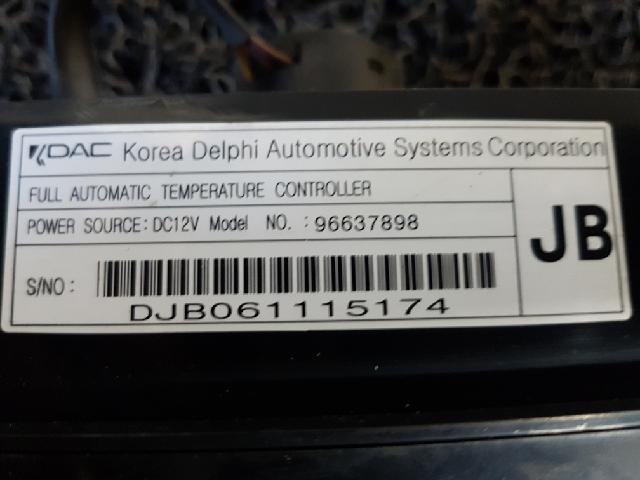 KDAC Korea Delphi Automotive Systems Corporation
FULL AUTOMATIC TEMPERATURE CONTROLLER
POWER SOURCE: DC12V Model NO. : 96637898
JB
S/NO :
DJB061115174